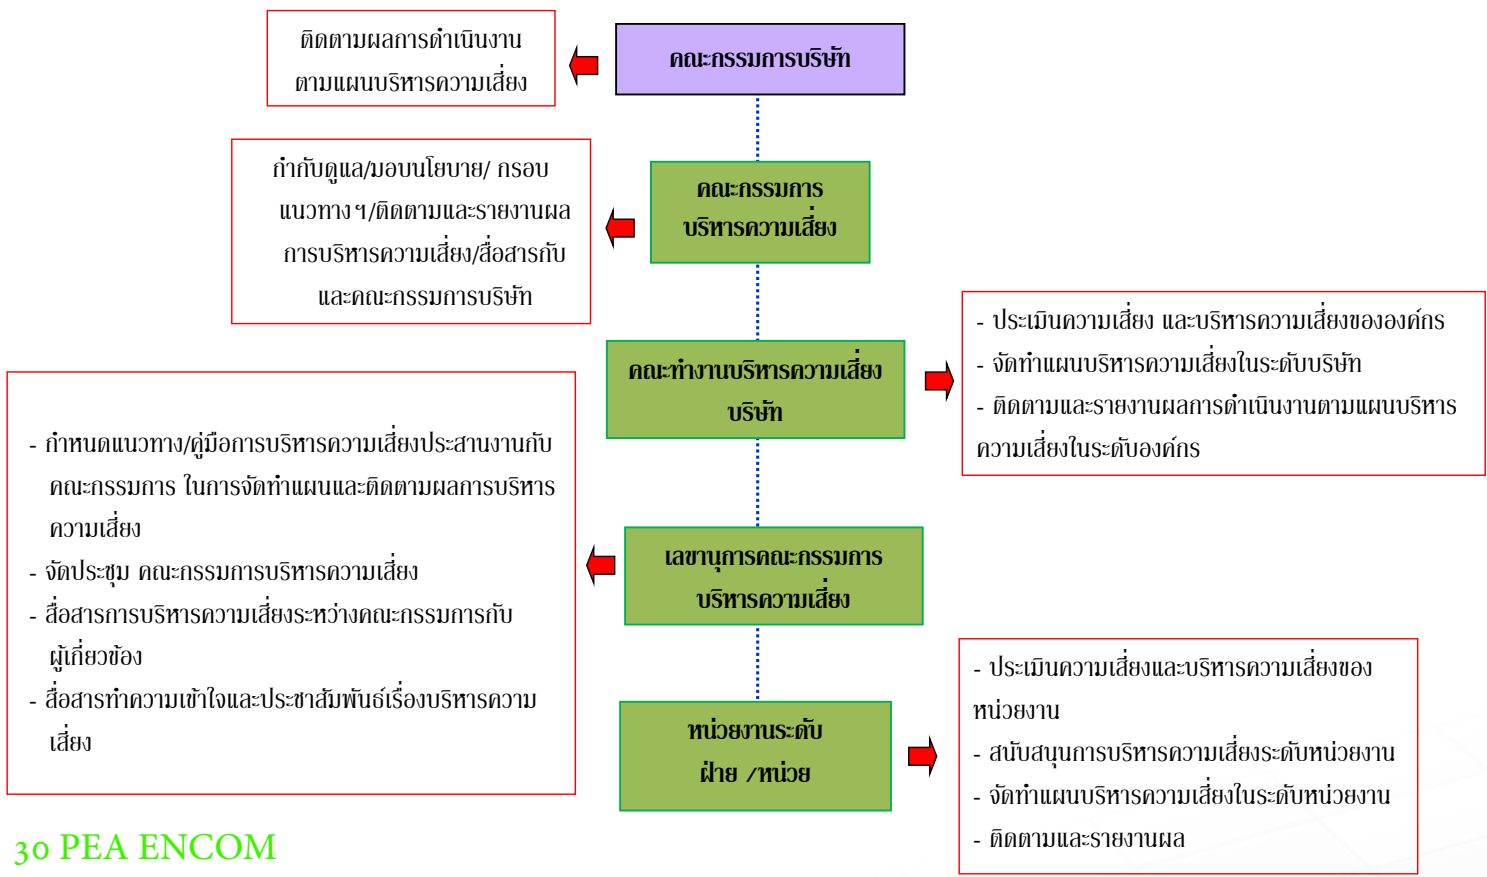 ติดตามผลการดำเนินงาน
ตามแผนบริหารความเสี่ยง
คณะกรรมการบริษัท
กำกับดูแล/มอบนโยบาย/ กรอบ
แนวทาง ฯ/ติดตามและรายงานผล
การบริหารความเสี่ยง/สื่อสารกับ
และคณะกรรมการบริษัท
คณะกรรมการ
บริหารความเสี่ยง
คณะทำงานบริหารความเสี่ยง
บริษัท
- ประเมินความเสี่ยง และบริหารความเสี่ยงขององค์กร
- จัดทำแผนบริหารความเสี่ยงในระดับบริษัท
- ติดตามและรายงานผลการดำเนินงานตามแผนบริหาร
ความเสี่ยงในระดับองค์กร
- กำหนดแนวทาง/คู่มือการบริหารความเสี่ยงประสานงานกับ
คณะกรรมการ ในการจัดทำแผนและติดตามผลการบริหาร
ความเสี่ยง
- จัดประชุม คณะกรรมการบริหารความเสี่ยง
- สื่อสารการบริหารความเสี่ยงระหว่างคณะกรรมการกับ
ผู้เกี่ยวข้อง
- สื่อสารทำความเข้าใจและประชาสัมพันธ์เรื่องบริหารความ
เสี่ยง
เลขานุการคณะกรรมการ
บริหารความเสี่ยง
หน่วยงานระดับ
ฝ่าย /หน่วย
- ประเมินความเสี่ยงและบริหารความเสี่ยงของ
หน่วยงาน
- สนับสนุนการบริหารความเสี่ยงระดับหน่วยงาน
- จัดทำแผนบริหารความเสี่ยงในระดับหน่วยงาน
- ติดตามและรายงานผล
30 PEA ENCOM